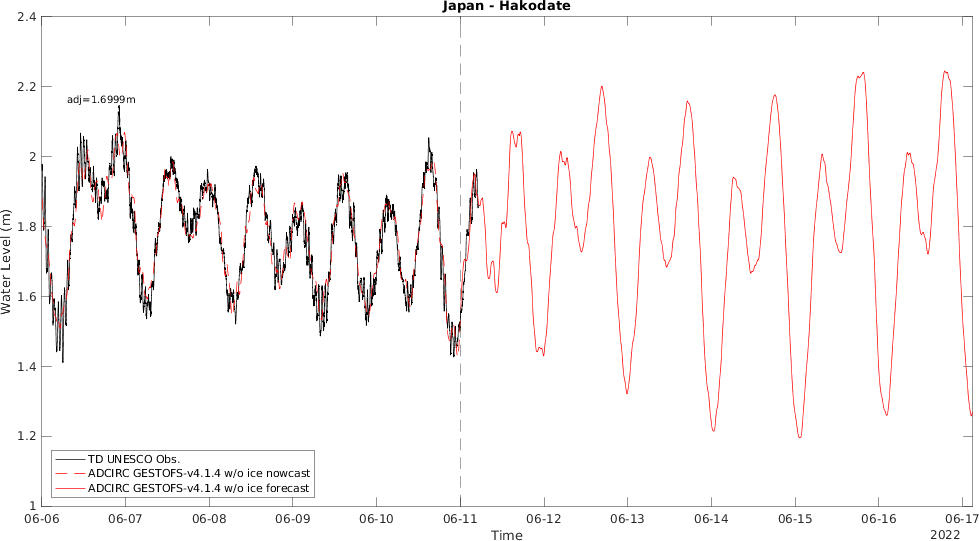 Japan - Hakodate
2.4
2.2
2
1.8
1.6
1.4
1.2
1
Water Level (m)
adj=1.6999m
TD UNESCO Obs.
ADCIRC GESTOFS-v4.1.4 w/o ice nowcast
ADCIRC GESTOFS-v4.1.4 w/o ice forecast
06-06 06-07 06-08 06-09 06-10 06-11 06-12 06-13 06-14 06-15 06-16 06-17
Time
2022